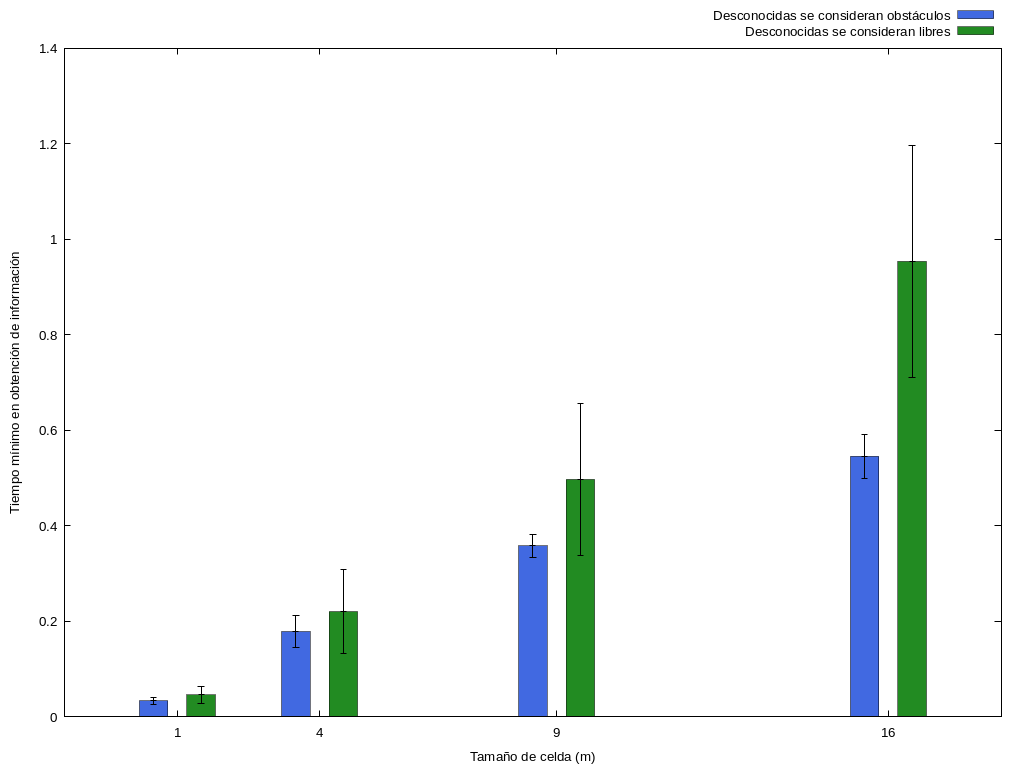 Desconocidas se consideran obstáculos
Desconocidas se consideran libres
1.4
1.2
1
0.8
0.6
0.4
0.2
0
Tiempo mínimo en obtención de información
1 4 9 16
Tamaño de celda (m)